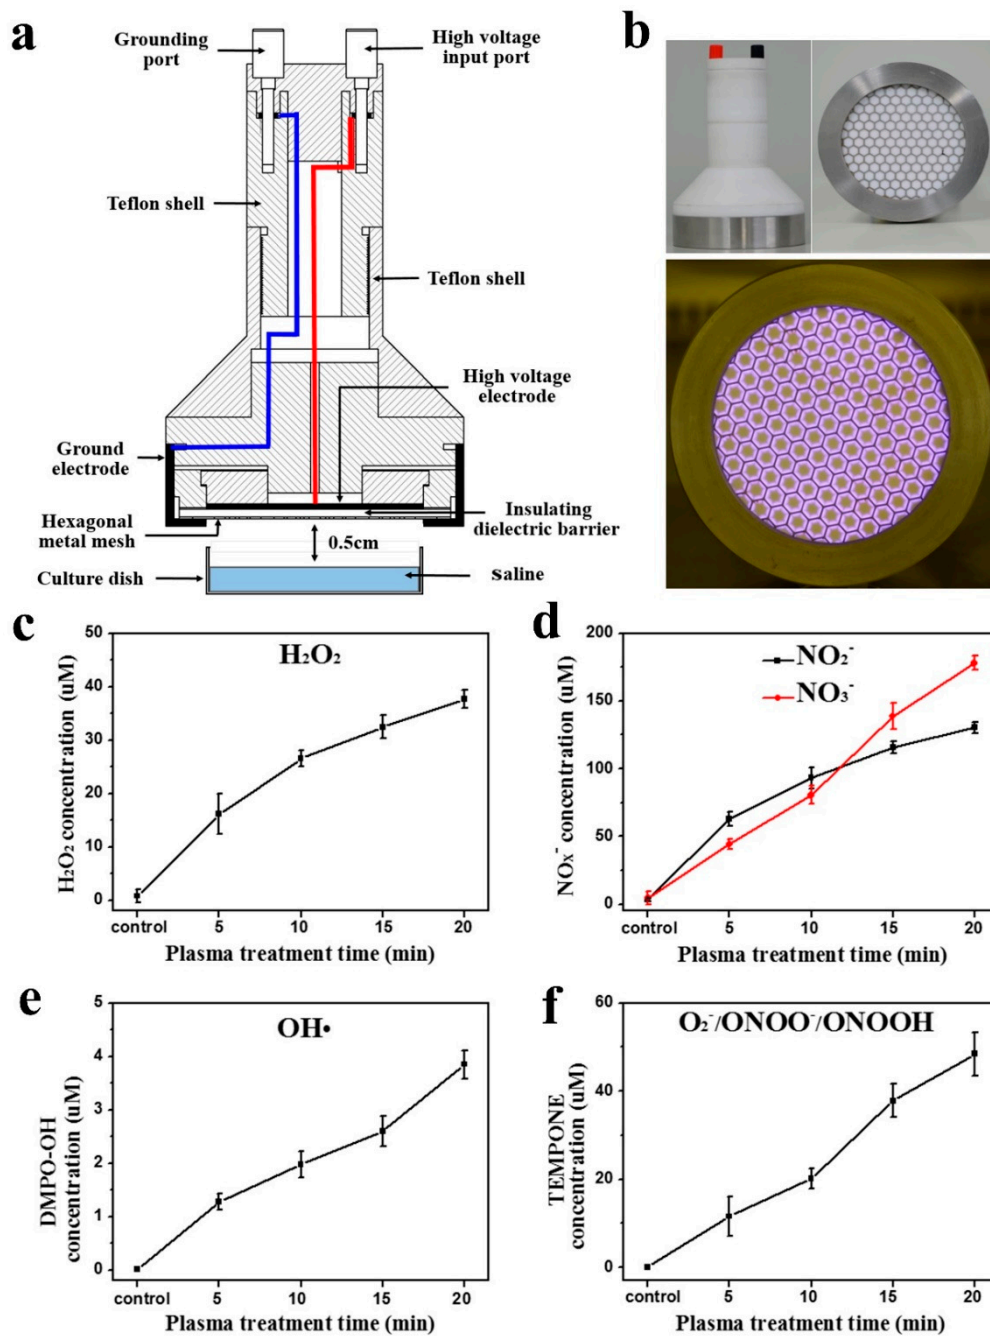 a
Grounding
port
High voltage
input port
Teflon shell
Teflon shell
High voltage
electrode
Ground
electrode
Hexagonal
metal mesh
Insulating
dielectric barrier
0.5cm
Culture dish
saline
b
c
H₂O₂
H₂O₂ concentration (uM)
50
40
30
20
10
0
control 5 10 15 20
Plasma treatment time (min)
d
NO₂⁻
NO₃⁻
NOₓ⁻ concentration (uM)
200
150
100
50
0
control 5 10 15 20
Plasma treatment time (min)
e
OH•
DMPO-OH
concentration (uM)
5
4
3
2
1
0
control 5 10 15 20
Plasma treatment time (min)
f
O₂⁻/ONOO⁻/ONOOH
TEMPONE
concentration (uM)
60
40
20
0
control 5 10 15 20
Plasma treatment time (min)